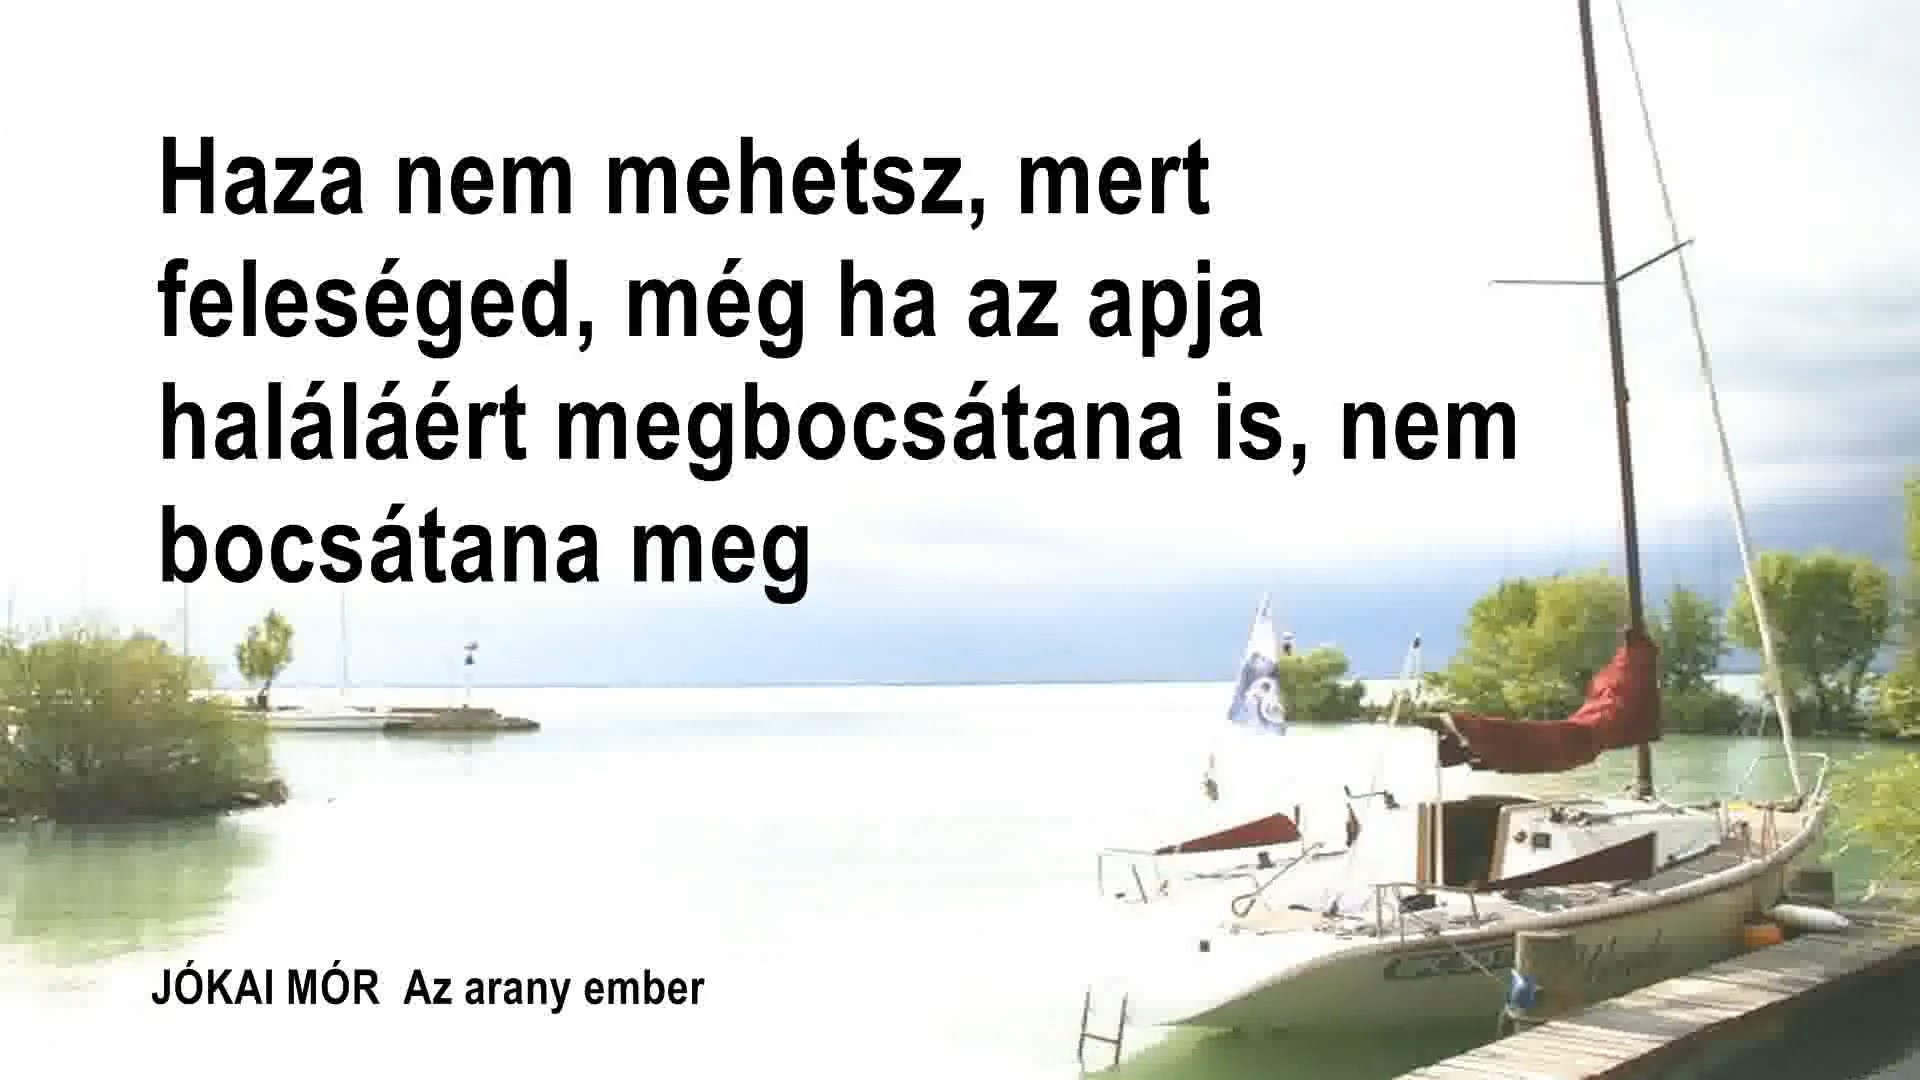 Haza nem mehetsz, mert
feleséged, még ha az apja
haláláért megbocsátana is, nem
bocsátana meg
JÓKAI MÓR  Az arany ember